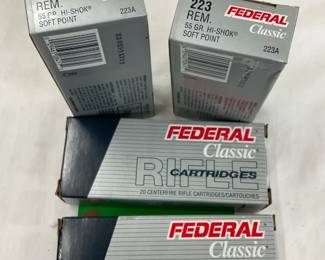 REM.
55 GR. HI-SHOK®
SOFT POINT
223A
223
REM.
55 GR. HI-SHOK®
SOFT POINT
223A
FEDERAL
Classic
FEDERAL
Classic
RIFLE
CARTRIDGES
20 CENTERFIRE RIFLE CARTRIDGES/CARTOUCHES
FEDERAL
Classic